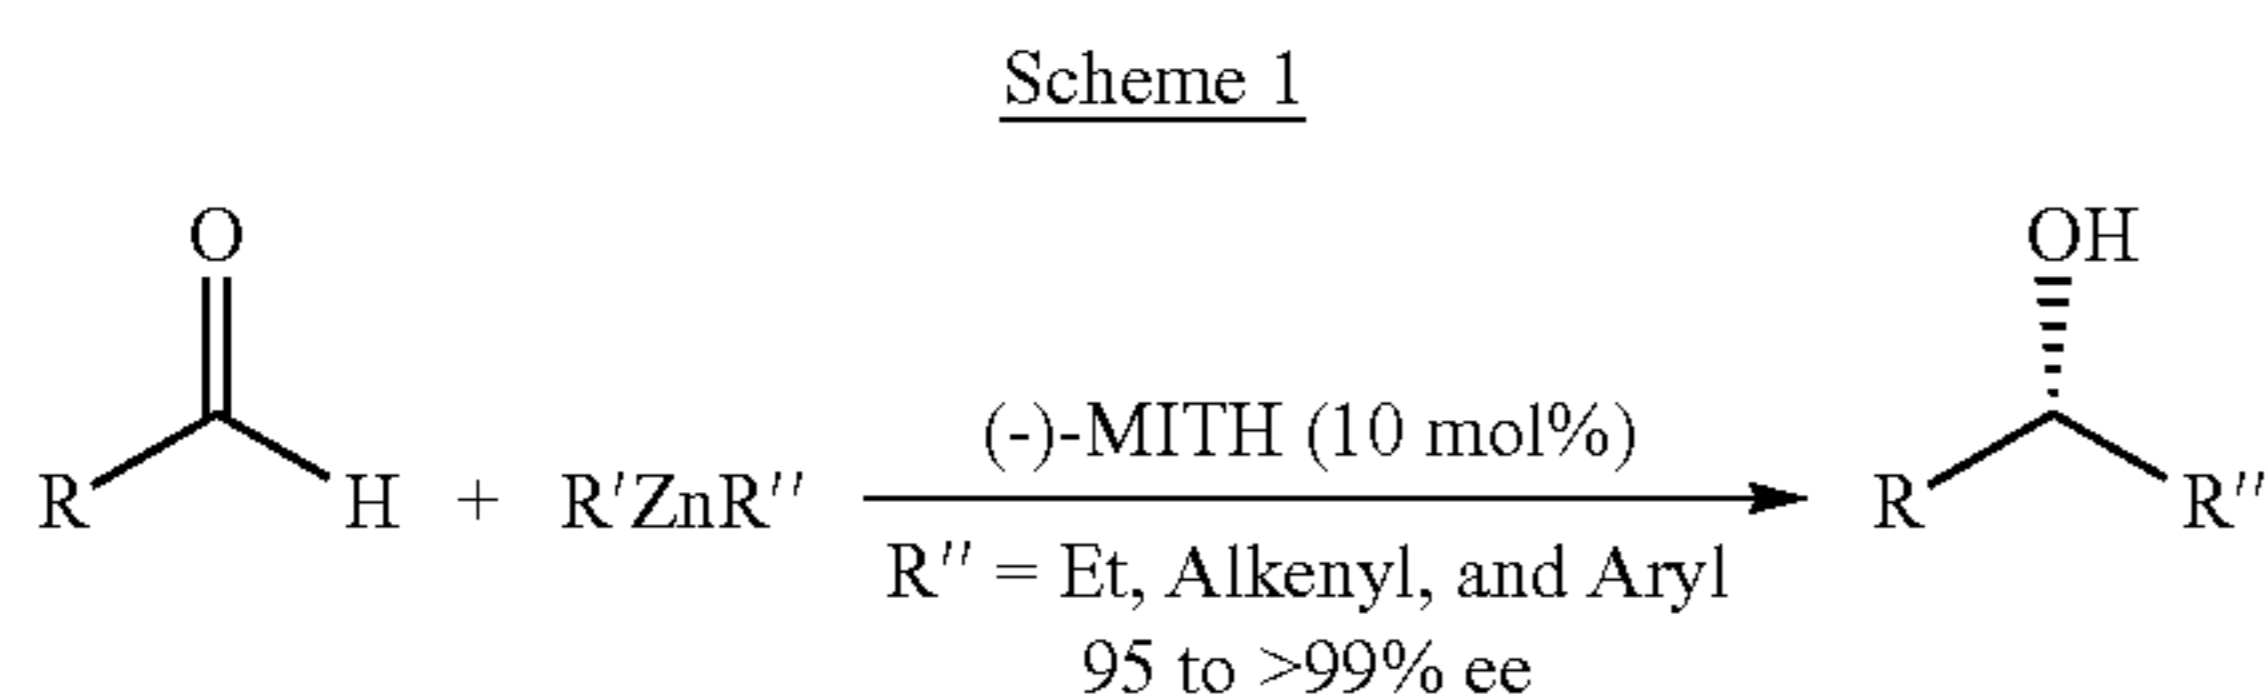 Scheme 1
O
OH
R
H
+
R′ZnR″
(-)-MITH (10 mol%)
R″ = Et, Alkenyl, and Aryl
95 to >99% ee
R
R″